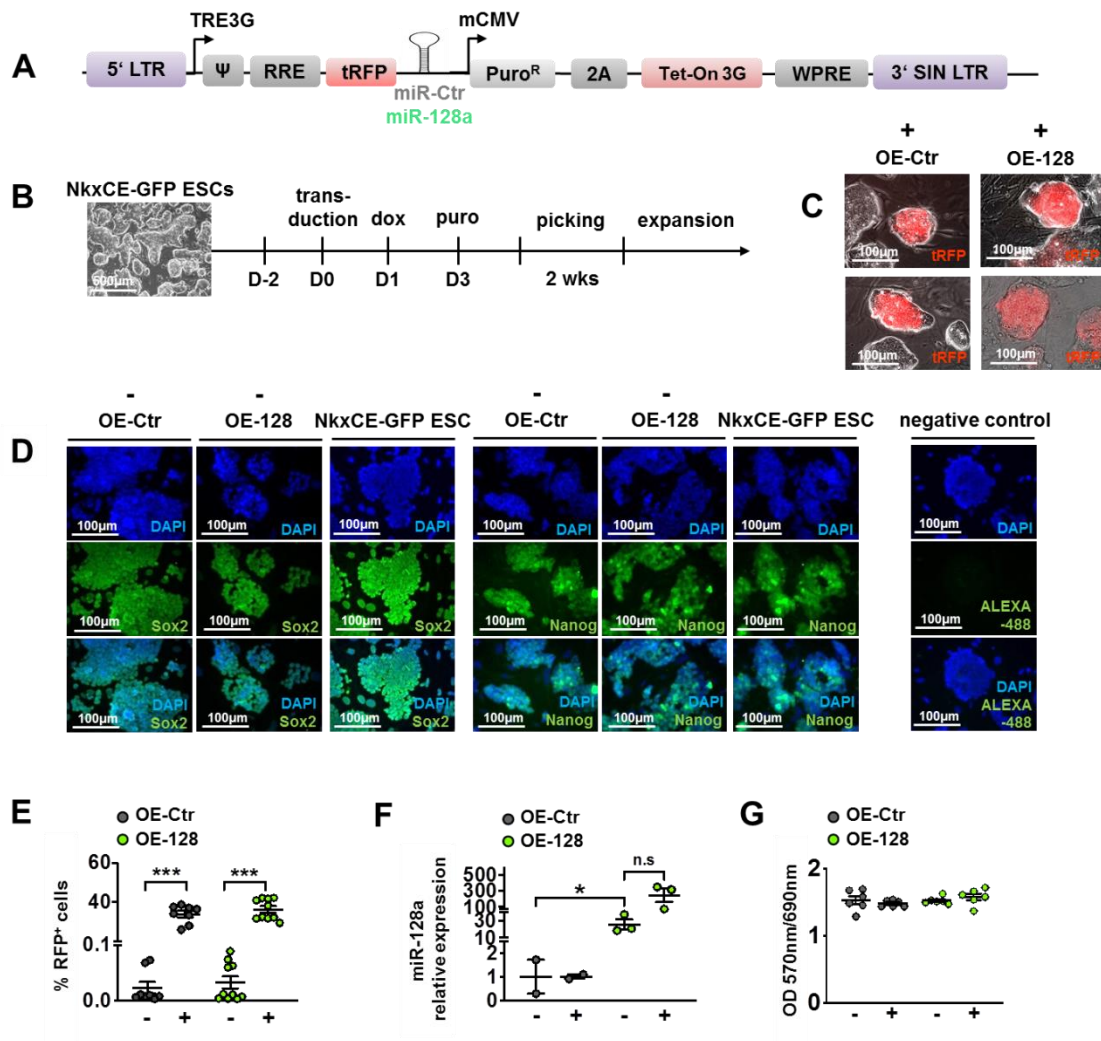 A
TRE3G
mCMV
5‘ LTR
Ψ
RRE
tRFP
PuroR
2A
Tet-On 3G
WPRE
3‘ SIN LTR
miR-Ctr
miR-128a
B
NkxCE-GFP ESCs
600µm
trans-
duction
dox
puro
picking
expansion
D-2
D0
D1
D3
2 wks
C
+
+
OE-Ctr
OE-128
100µm
tRFP
100µm
tRFP
100µm
tRFP
100µm
tRFP
D
-
-
-
-
OE-Ctr
OE-128
NkxCE-GFP ESC
OE-Ctr
OE-128
NkxCE-GFP ESC
negative control
100µm
DAPI
100µm
DAPI
100µm
DAPI
100µm
DAPI
100µm
DAPI
100µm
DAPI
100µm
DAPI
100µm
Sox2
100µm
Sox2
100µm
Sox2
100µm
Nanog
100µm
Nanog
100µm
Nanog
100µm
ALEXA
-488
100µm
DAPI
Sox2
100µm
DAPI
Sox2
100µm
DAPI
Sox2
100µm
DAPI
Nanog
100µm
DAPI
Nanog
100µm
DAPI
Nanog
100µm
DAPI
ALEXA
-488
E
OE-Ctr
OE-128
% RFP+ cells
60
30
0.1
0.0
***
***
-
+
-
+
F
OE-Ctr
OE-128
miR-128a
relative expression
500
300
100
30
10
2
1
0
*
n.s
-
+
-
+
G
OE-Ctr
OE-128
OD 570nm/690nm
2
1
0
-
+
-
+